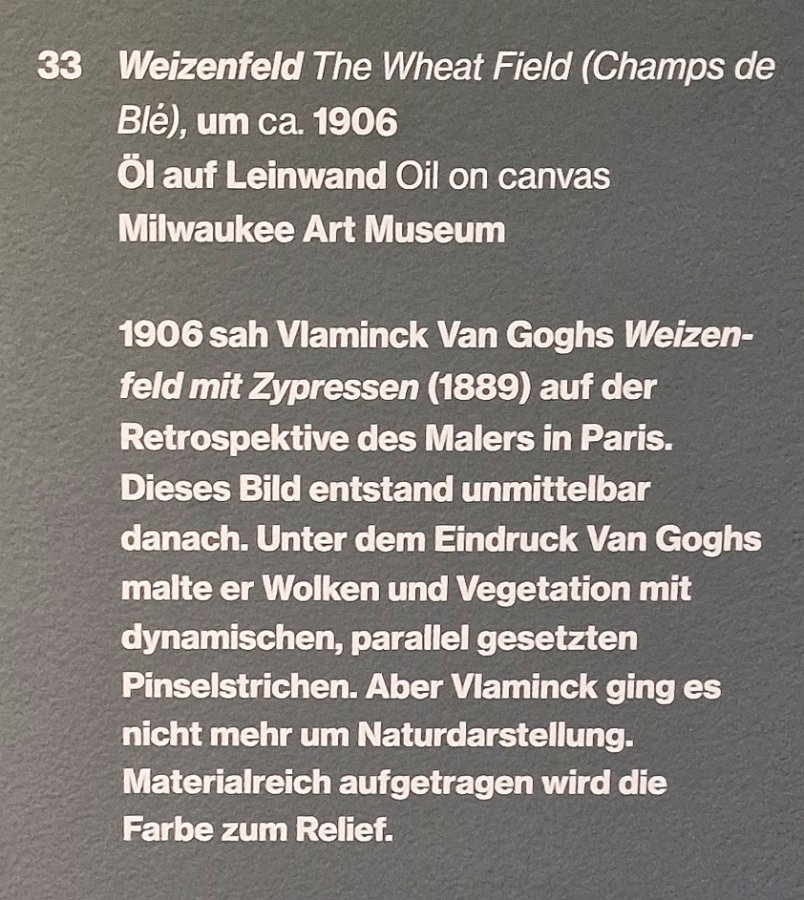 33 Weizenfeld The Wheat Field (Champs de
Blé), um ca. 1906
Öl auf Leinwand Oil on canvas
Milwaukee Art Museum
1906 sah Vlaminck Van Goghs Weizen-
feld mit Zypressen (1889) auf der
Retrospektive des Malers in Paris.
Dieses Bild entstand unmittelbar
danach. Unter dem Eindruck Van Goghs
malte er Wolken und Vegetation mit
dynamischen, parallel gesetzten
Pinselstrichen. Aber Vlaminck ging es
nicht mehr um Naturdarstellung.
Materialreich aufgetragen wird die
Farbe zum Relief.